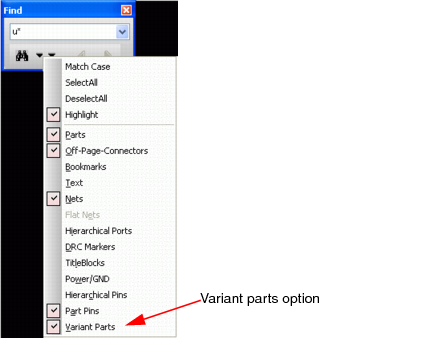 Find
u*
Match Case
SelectAll
DeselectAll
Highlight
Parts
Off-Page-Connectors
Bookmarks
Text
Nets
Flat Nets
Hierarchical Ports
DRC Markers
TitleBlocks
Power/GND
Hierarchical Pins
Part Pins
Variant Parts
Variant parts option